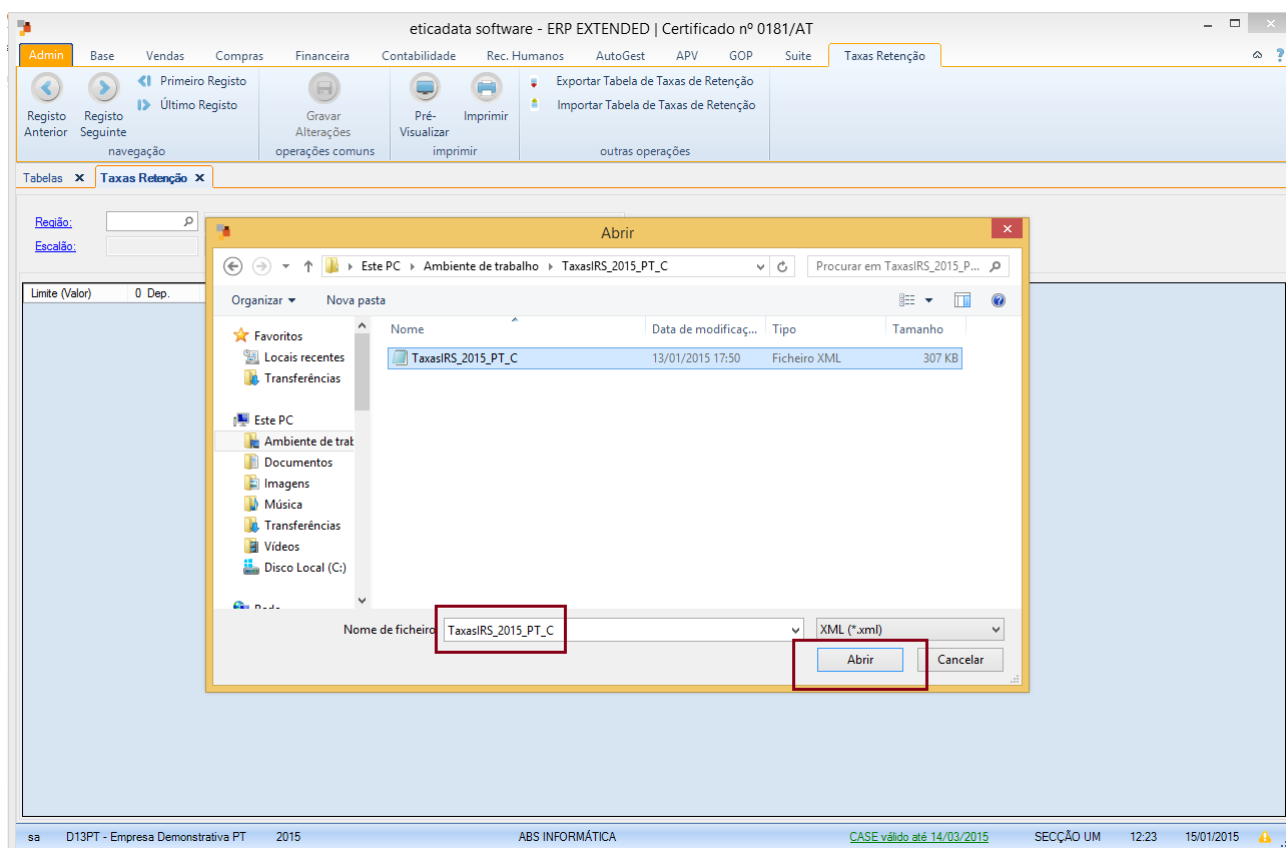 eticadata software - ERP EXTENDED | Certificado nº 0181/AT
Admin Base Vendas Compras Financeira Contabilidade Rec. Humanos AutoGest APV GOP Suite Taxas Retenção
Primeiro Registo
Último Registo
Exportar Tabela de Taxas de Retenção
Importar Tabela de Taxas de Retenção
Registo Anterior
Registo Seguinte
Gravar Alterações
Pré-Visualizar
Imprimir
navegação operações comuns imprimir outras operações
Tabelas Taxas Retenção
Região:
Escalão:
Limite (Valor) 0 Dep.
Abrir
Este PC Ambiente de trabalho TaxasIRS_2015_PT_C Procurar em TaxasIRS_2015_P...
Organizar Nova pasta
Nome Data de modificaç... Tipo Tamanho
TaxasIRS_2015_PT_C 13/01/2015 17:50 Ficheiro XML 307 KB
Favoritos
Locais recentes
Transferências
Este PC
Ambiente de trat
Documentos
Imagens
Música
Transferências
Vídeos
Disco Local (C:)
Nome de ficheiro TaxasIRS_2015_PT_C XML (*.xml)
Abrir Cancelar
sa D13PT - Empresa Demonstrativa PT 2015 ABS INFORMÁTICA CASE válido até 14/03/2015 SECÇÃO UM 12:23 15/01/2015